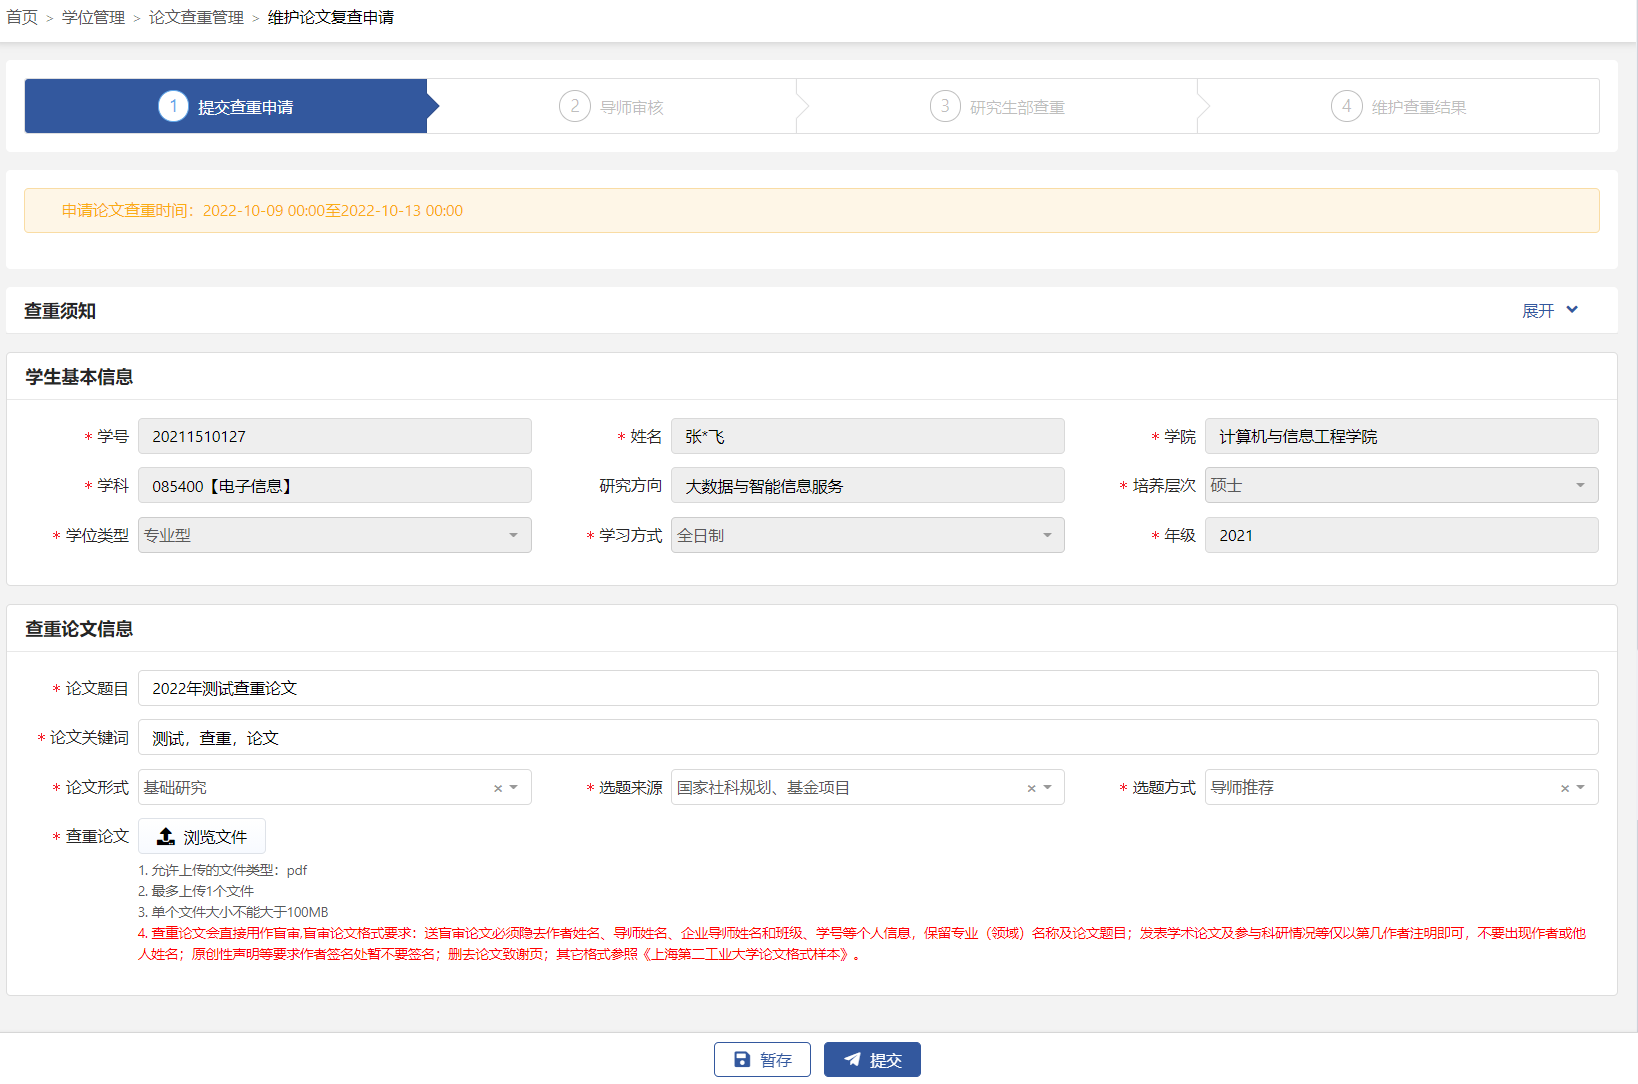 首页 > 学位管理 > 论文查重管理 > 维护论文复查申请
1 提交查重申请
2 导师审核
3 研究生部查重
4 维护查重结果
申请论文查重时间：2022-10-09 00:00至2022-10-13 00:00
查重须知
展开
学生基本信息
* 学号 20211510127
* 姓名 张*飞
* 学院 计算机与信息工程学院
* 学科 085400【电子信息】
研究方向 大数据与智能信息服务
* 培养层次 硕士
* 学位类型 专业型
* 学习方式 全日制
* 年级 2021
查重论文信息
* 论文题目 2022年测试查重论文
* 论文关键词 测试，查重，论文
* 论文形式 基础研究 ×
* 选题来源 国家社科规划、基金项目 ×
* 选题方式 导师推荐 ×
* 查重论文 浏览文件
1. 允许上传的文件类型：pdf
2. 最多上传1个文件
3. 单个文件大小不能大于100MB
4. 查重论文会直接用作盲审,盲审论文格式要求：送盲审论文必须隐去作者姓名、导师姓名、企业导师姓名和班级、学号等个人信息，保留专业（领域）名称及论文题目；发表学术论文及参与科研情况等仅以第几作者注明即可，不要出现作者或他
人姓名；原创性声明等要求作者签名处暂不要签名；删去论文致谢页；其它格式参照《上海第二工业大学论文格式样本》。
暂存
提交